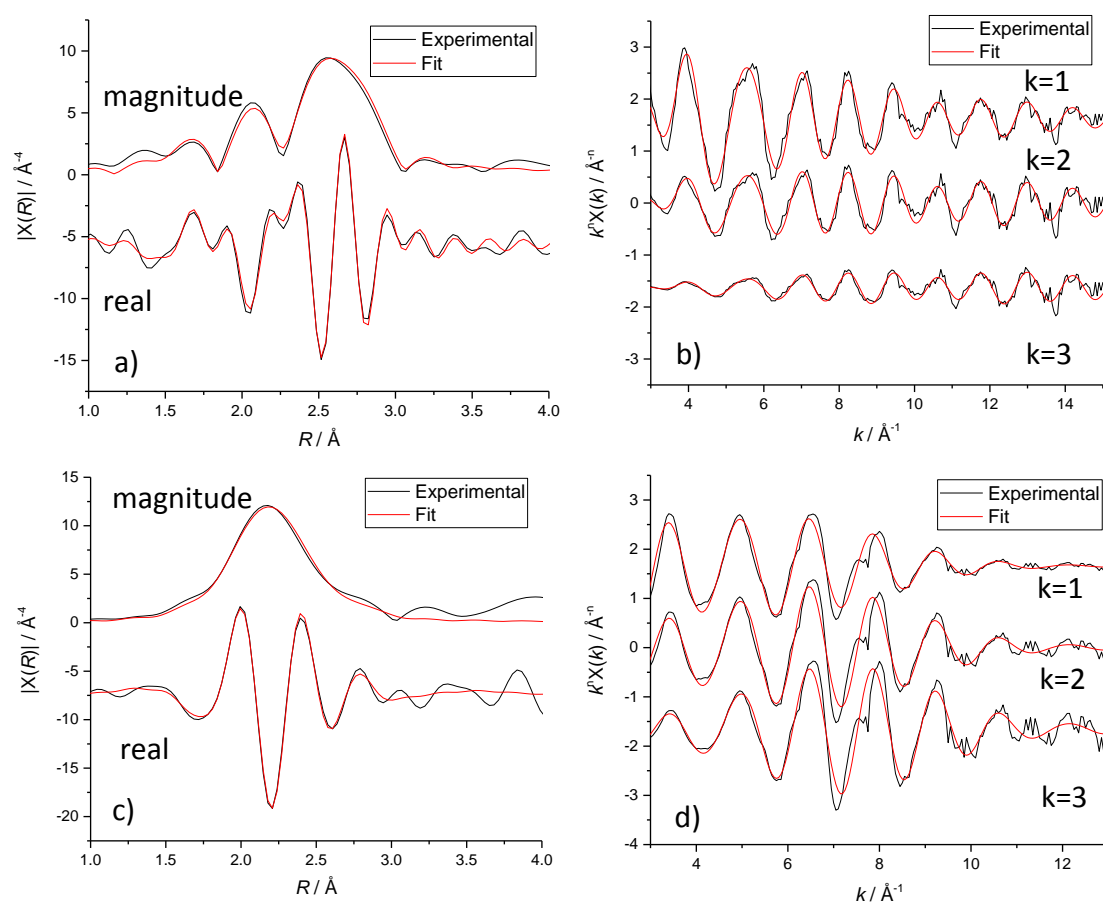 Experimental
Fit
magnitude
real
a)
|X(R)| / Å-4
10
5
0
-5
-10
-15
1.0 1.5 2.0 2.5 3.0 3.5 4.0
R / Å
Experimental
Fit
k=1
k=2
k=3
b)
knX(k) / Å-n
3
2
1
0
-1
-2
-3
4 6 8 10 12 14
k / Å-1
Experimental
Fit
magnitude
real
c)
|X(R)| / Å-4
15
10
5
0
-5
-10
-15
-20
1.0 1.5 2.0 2.5 3.0 3.5 4.0
R / Å
Experimental
Fit
k=1
k=2
k=3
d)
knX(k) / Å-n
3
2
1
0
-1
-2
-3
-4
4 6 8 10 12
k / Å-1